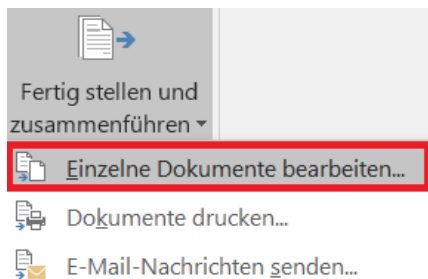 Fertig stellen und
zusammenführen
Einzelne Dokumente bearbeiten...
Dokumente drucken...
E-Mail-Nachrichten senden...